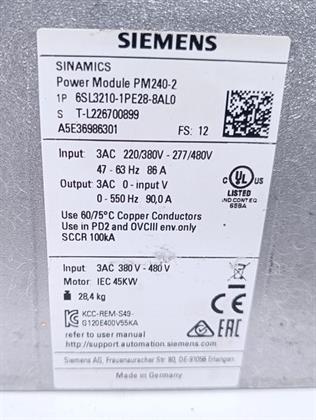 SIEMENS
SINAMICS
Power Module PM240-2
1P 6SL3210-1PE28-8AL0
S T-L226700899
A5E36986301 FS: 12
Input: 3AC 220/380V - 277/480V
47 - 63 Hz 86 A
Output: 3AC 0 - input V
0 - 550 Hz 90,0 A
Use 60/75°C Copper Conductors
Use in PD2 and OVCIII env.only
SCCR 100kA
c UL US
LISTED
IND.CONT.EQ
Input: 3AC 380 V - 480 V
Motor: IEC 45KW
28,4 kg
KCC-REM-S49-
G120E400V55KA
refer to user manual
http://support.automation.siemens.com
CE EAC
Siemens AG, Frauenauracher Str. 80, DE-91056 Erlangen
Made in Germany